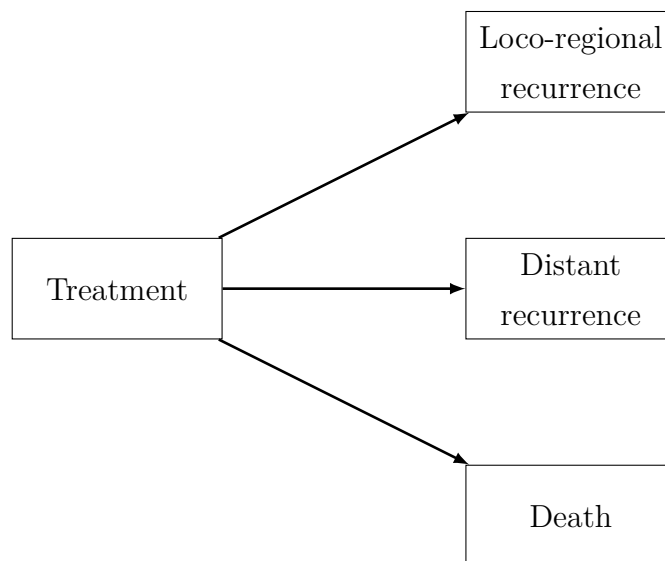 Loco-regional
recurrence
Treatment
Distant
recurrence
Death